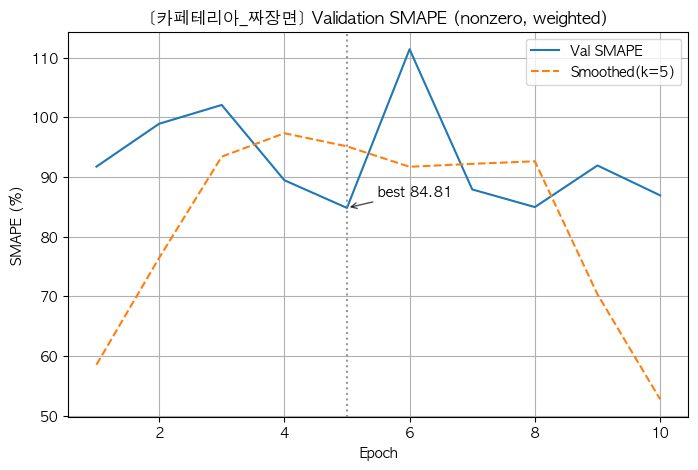 [카페테리아_짜장면] Validation SMAPE (nonzero, weighted)
Val SMAPE
Smoothed(k=5)
best 84.81
SMAPE (%)
110
100
90
80
70
60
50
2 4 6 8 10
Epoch